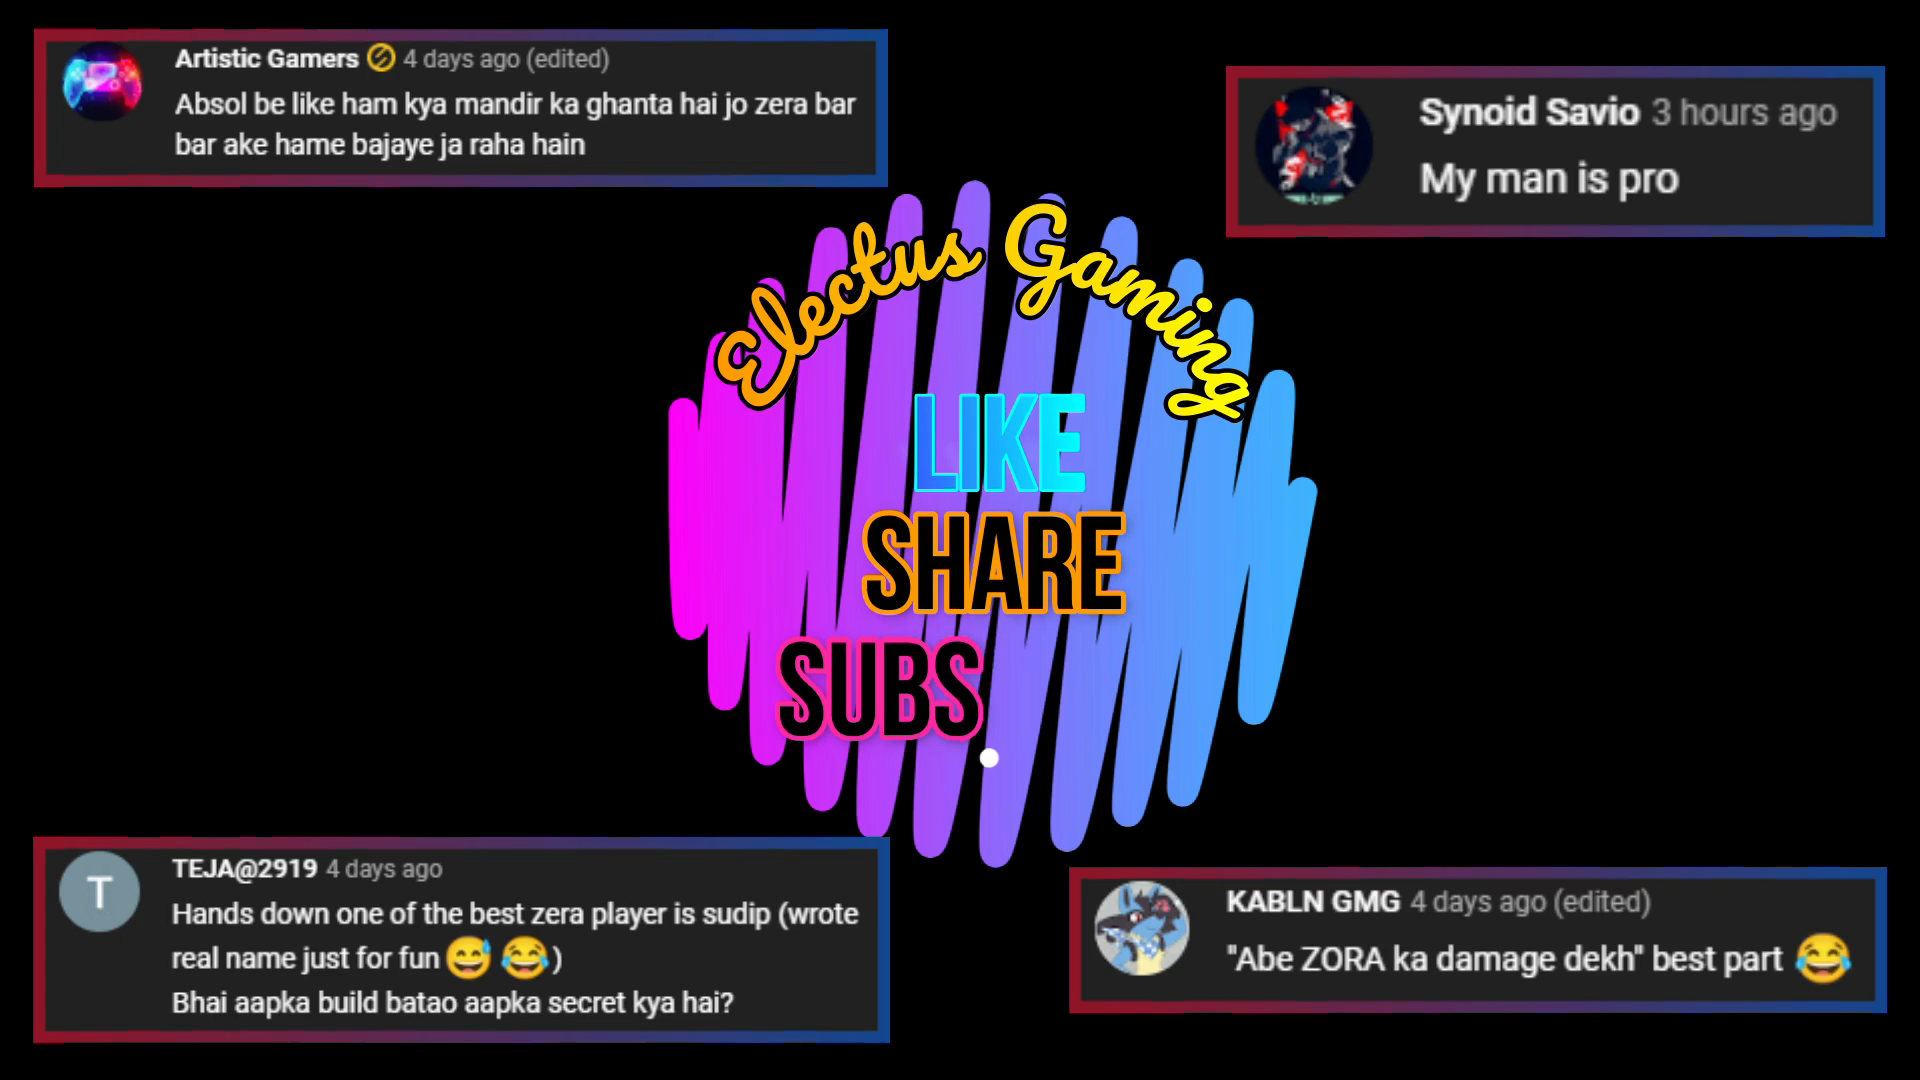 Artistic Gamers 4 days ago (edited)
Absol be like ham kya mandir ka ghanta hai jo zera bar
bar ake hame bajaye ja raha hain
Synoid Savio 3 hours ago
My man is pro
Electus Gaming
LIKE
SHARE
SUBS
T
TEJA@2919 4 days ago
Hands down one of the best zera player is sudip (wrote
real name just for fun😅 😂)
Bhai aapka build batao aapka secret kya hai?
KABLN GMG 4 days ago (edited)
"Abe ZORA ka damage dekh" best part 😂